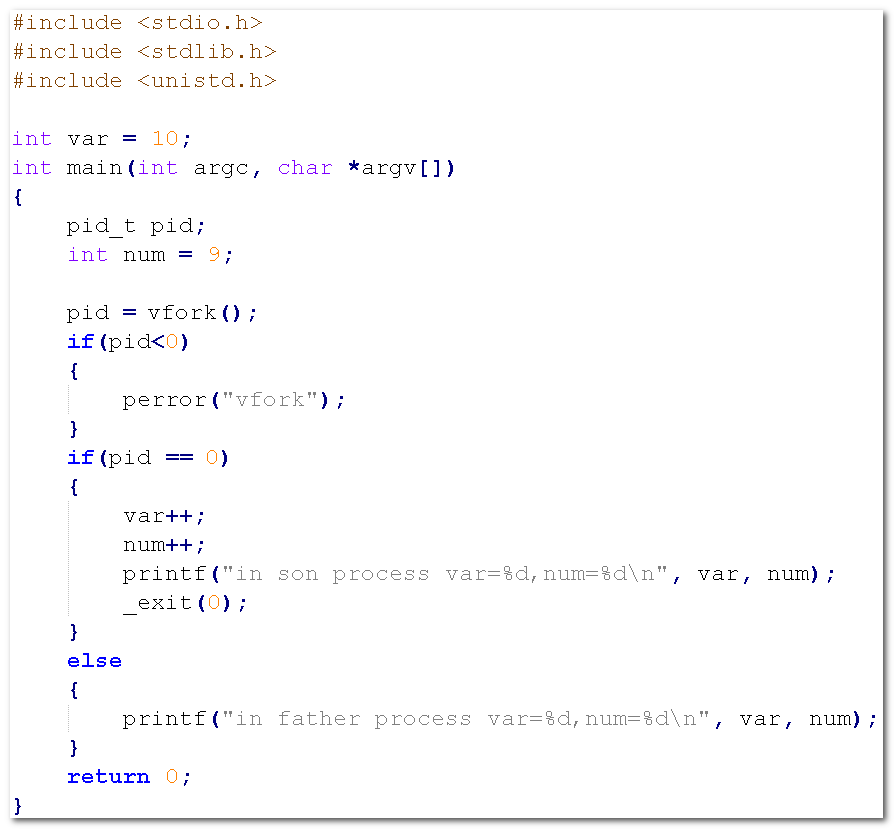 #include <stdio.h>
#include <stdlib.h>
#include <unistd.h>
int var = 10;
int main(int argc, char *argv[])
{
pid_t pid;
int num = 9;
pid = vfork();
if(pid<0)
{
perror("vfork");
}
if(pid == 0)
{
var++;
num++;
printf("in son process var=%d,num=%d\n", var, num);
_exit(0);
}
else
{
printf("in father process var=%d,num=%d\n", var, num);
}
return 0;
}